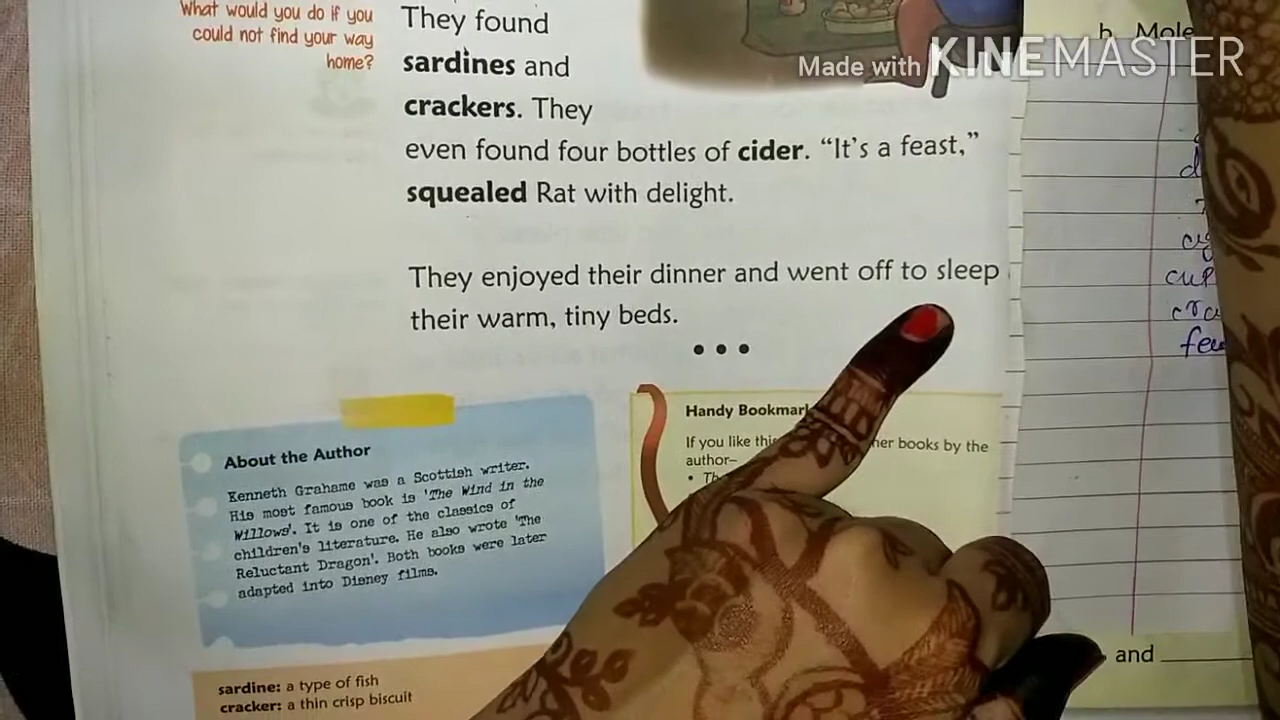 What would you do if you
could not find your way
home?
They found
sardines and
crackers. They
even found four bottles of cider. “It’s a feast,”
squealed Rat with delight.
They enjoyed their dinner and went off to sleep
their warm, tiny beds.
• • •
About the Author
Kenneth Grahame was a Scottish writer.
His most famous book is 'The Wind in the
Willows'. It is one of the classics of
children's literature. He also wrote 'The
Reluctant Dragon'. Both books were later
adapted into Disney films.
sardine: a type of fish
cracker: a thin crisp biscuit
Handy Bookmark
If you like books by the
author–
•
b. Mole
and
Made with KINEMASTER